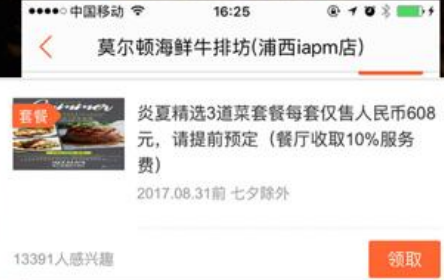 中国移动 16:25
莫尔顿海鲜牛排坊(浦西iapm店)
套餐
Summer
炎夏精选3道菜套餐每套仅售人民币608
元，请提前预定（餐厅收取10%服务
费）
2017.08.31前 七夕除外
13391人感兴趣
领取